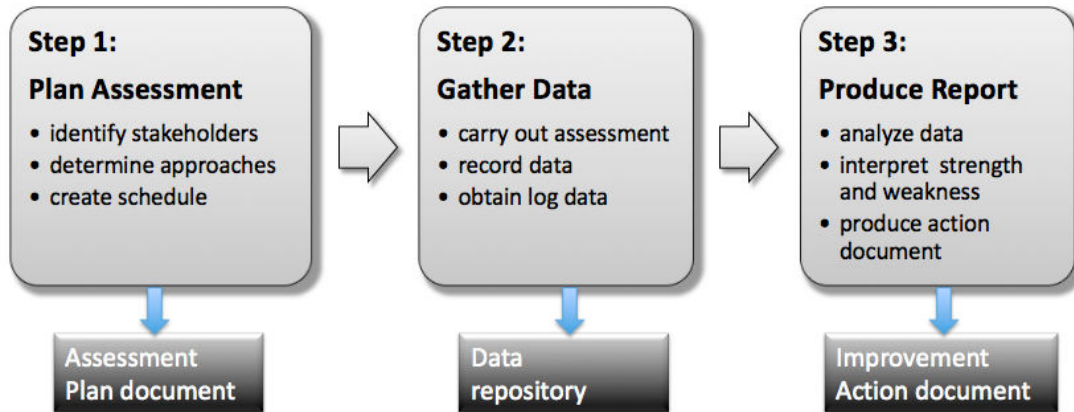 Step 1:
Plan Assessment
• identify stakeholders
• determine approaches
• create schedule
Step 2:
Gather Data
• carry out assessment
• record data
• obtain log data
Step 3:
Produce Report
• analyze data
• interpret strength
and weakness
• produce action
document
Assessment
Plan document
Data
repository
Improvement
Action document